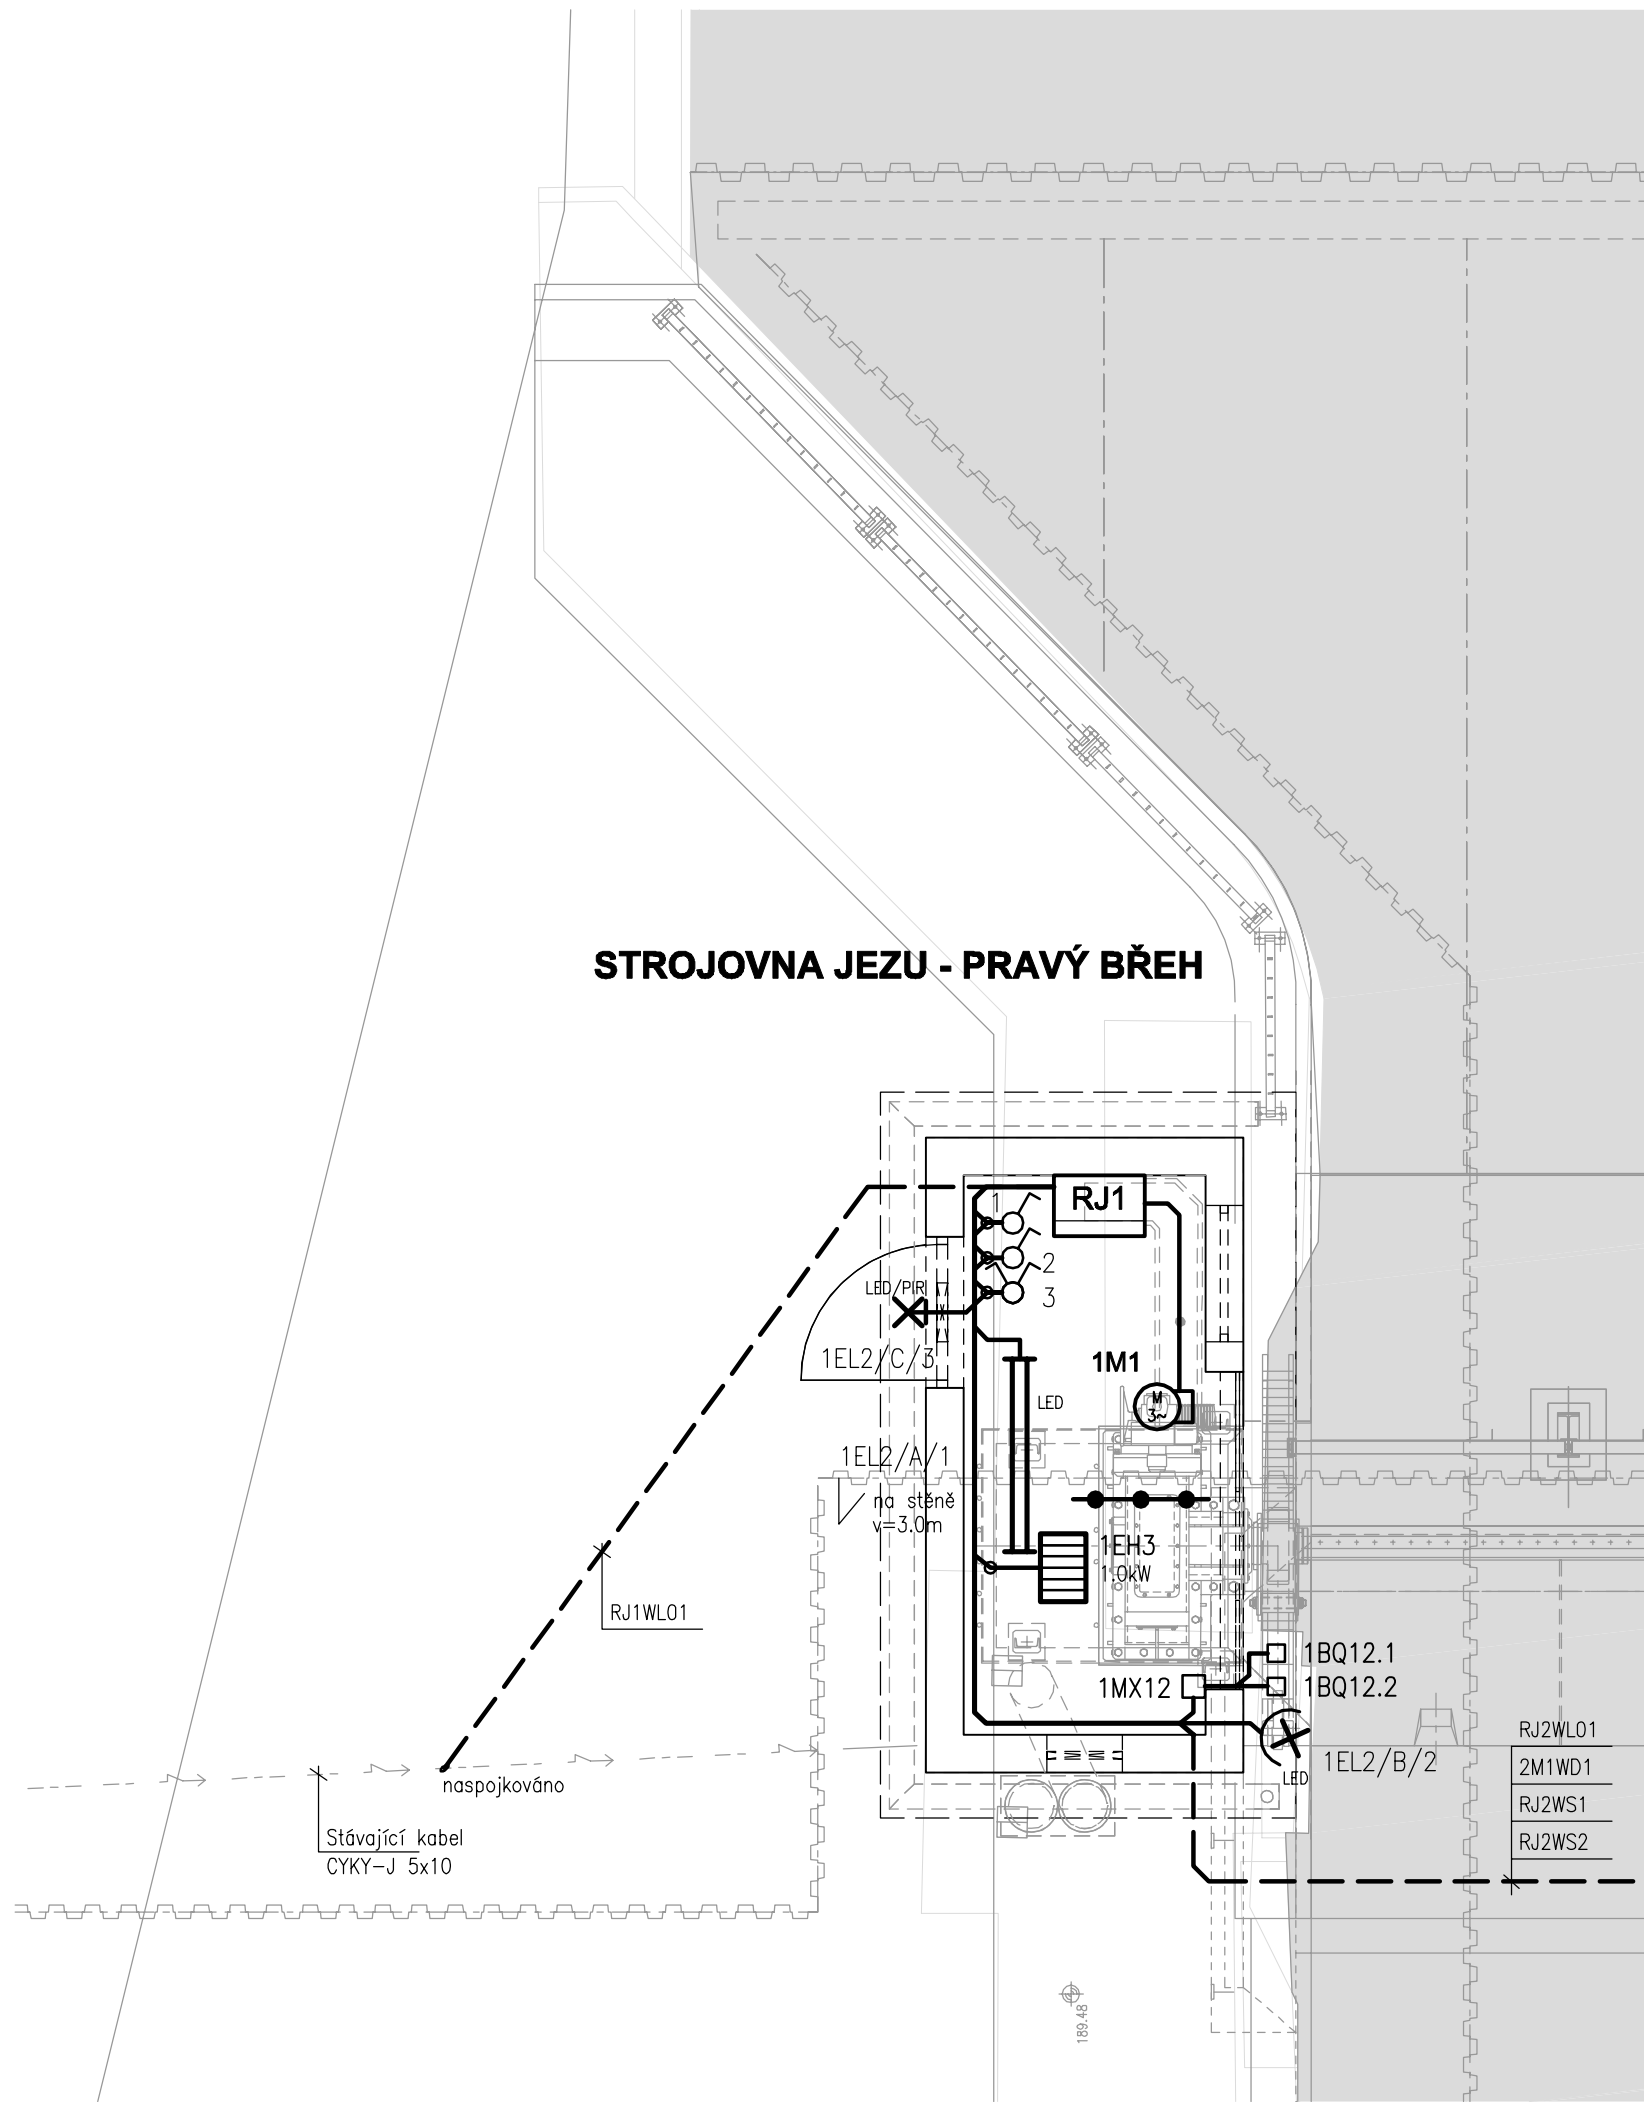 STROJOVNA JEZU - PRAVÝ BŘEH
RJ1
1
2
3
LED/PIR
1EL2/C/3
1M1
M
3~
LED
1EL2/A/1
na stěně
v=3.0m
1EH3
1.0kW
RJ1WL01
1BQ12.1
1MX12
1BQ12.2
1EL2/B/2
LED
RJ2WL01
2M1WD1
RJ2WS1
RJ2WS2
naspojkováno
Stávající kabel
CYKY-J 5x10
189.48